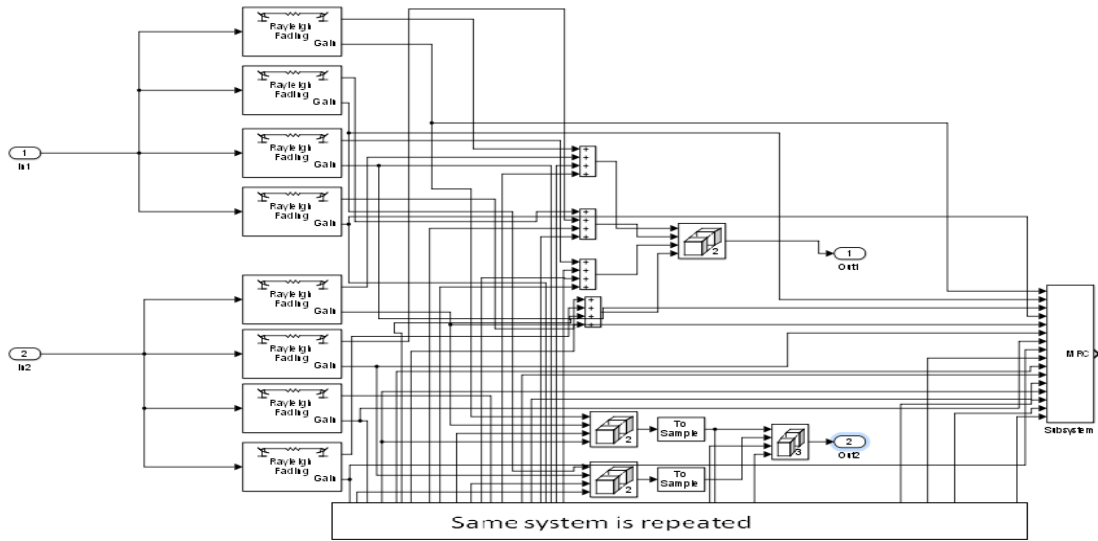 Rayleigh
Fading
Gain
Rayleigh
Fading
Gain
1
In1
Rayleigh
Fading
Gain
Rayleigh
Fading
Gain
2
1
Out1
Rayleigh
Fading
Gain
2
In2
Rayleigh
Fading
Gain
MRC
Subsystem
Rayleigh
Fading
Gain
2
To
Sample
3
2
Out2
Rayleigh
Fading
Gain
2
To
Sample
Same system is repeated